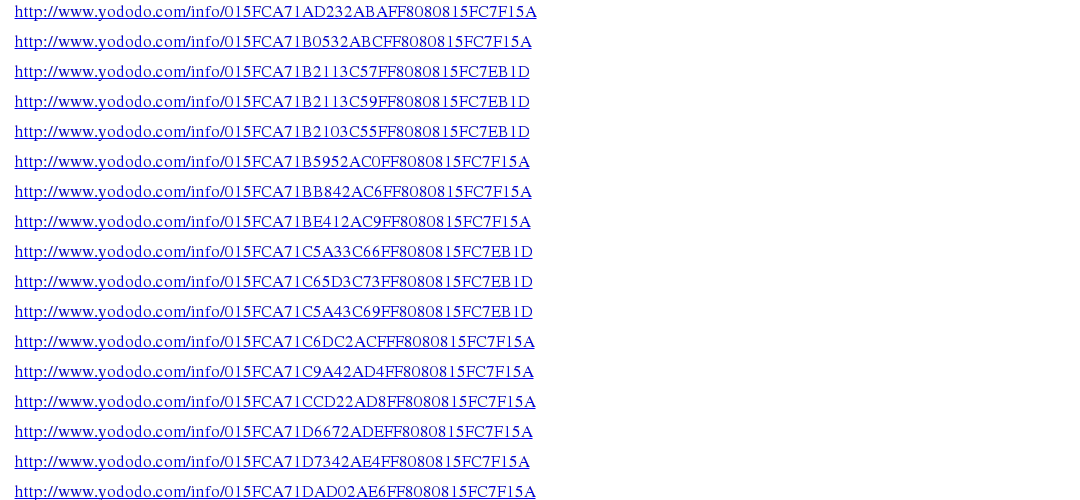 http://www.yododo.com/info/015FCA71AD232ABAFF8080815FC7F15A
http://www.yododo.com/info/015FCA71B0532ABCFF8080815FC7F15A
http://www.yododo.com/info/015FCA71B2113C57FF8080815FC7EB1D
http://www.yododo.com/info/015FCA71B2113C59FF8080815FC7EB1D
http://www.yododo.com/info/015FCA71B2103C55FF8080815FC7EB1D
http://www.yododo.com/info/015FCA71B5952AC0FF8080815FC7F15A
http://www.yododo.com/info/015FCA71BB842AC6FF8080815FC7F15A
http://www.yododo.com/info/015FCA71BE412AC9FF8080815FC7F15A
http://www.yododo.com/info/015FCA71C5A33C66FF8080815FC7EB1D
http://www.yododo.com/info/015FCA71C65D3C73FF8080815FC7EB1D
http://www.yododo.com/info/015FCA71C5A43C69FF8080815FC7EB1D
http://www.yododo.com/info/015FCA71C6DC2ACFFF8080815FC7F15A
http://www.yododo.com/info/015FCA71C9A42AD4FF8080815FC7F15A
http://www.yododo.com/info/015FCA71CCD22AD8FF8080815FC7F15A
http://www.yododo.com/info/015FCA71D6672ADEFF8080815FC7F15A
http://www.yododo.com/info/015FCA71D7342AE4FF8080815FC7F15A
http://www.yododo.com/info/015FCA71DAD02AE6FF8080815FC7F15A